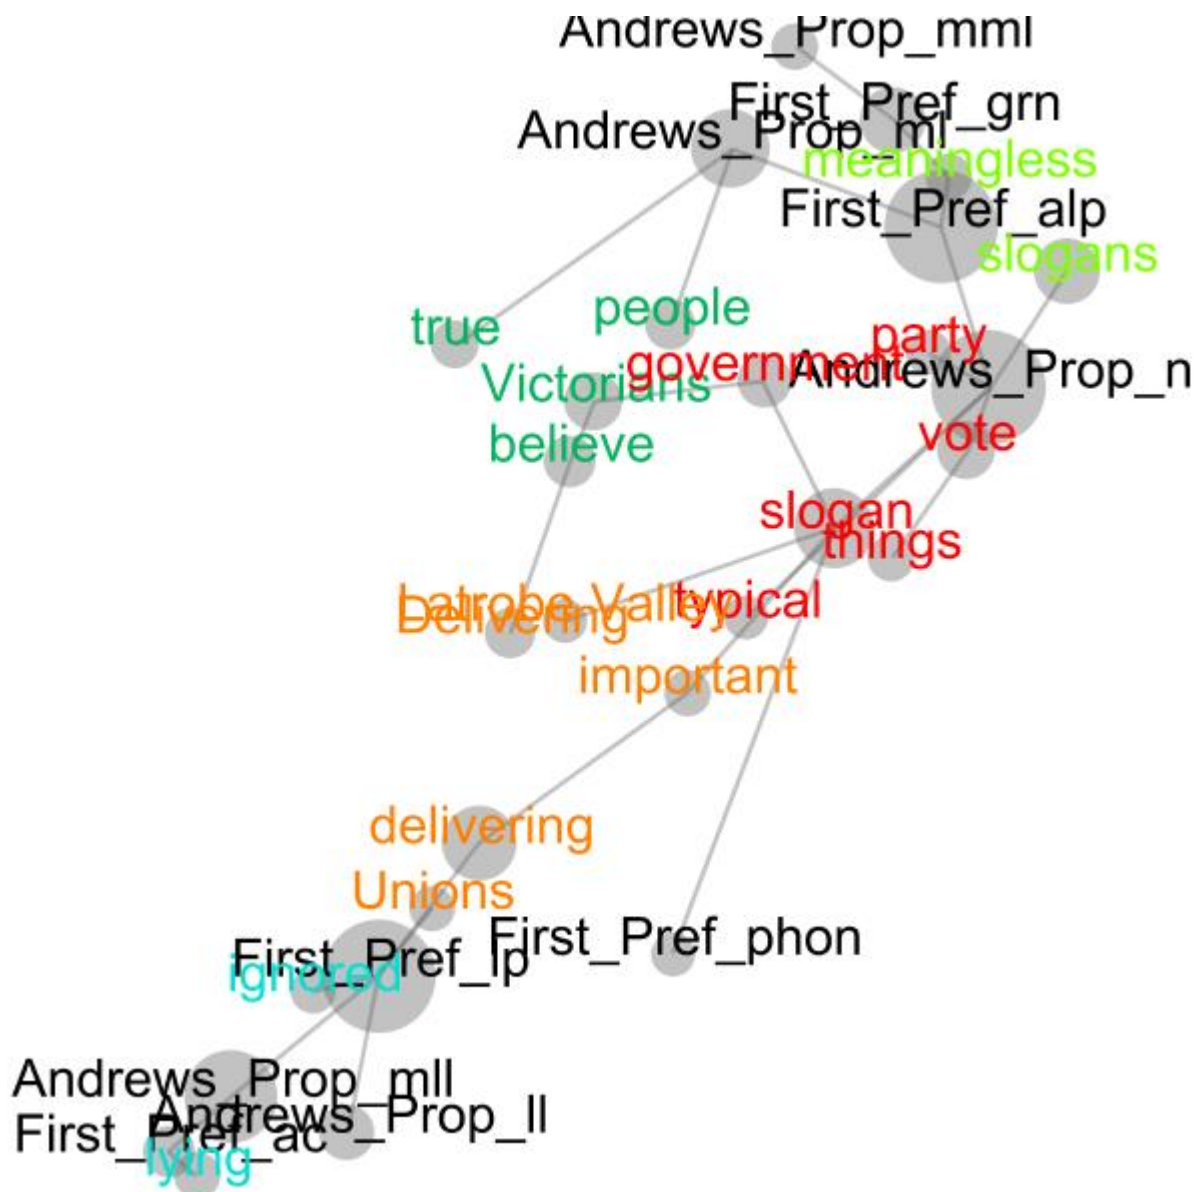 Andrews_Prop_mml
First_Pref_grn
Andrews_Prop_ml
meaningless
First_Pref_alp
slogans
people
true
party
government
Andrews_Prop_n
Victorians
vote
believe
slogan
things
Latrobe Valley
typical
Delivering
important
delivering
Unions
First_Pref_phon
First_Pref_lp
ignored
Andrews_Prop_mll
Andrews_Prop_ll
First_Pref_ac
lying